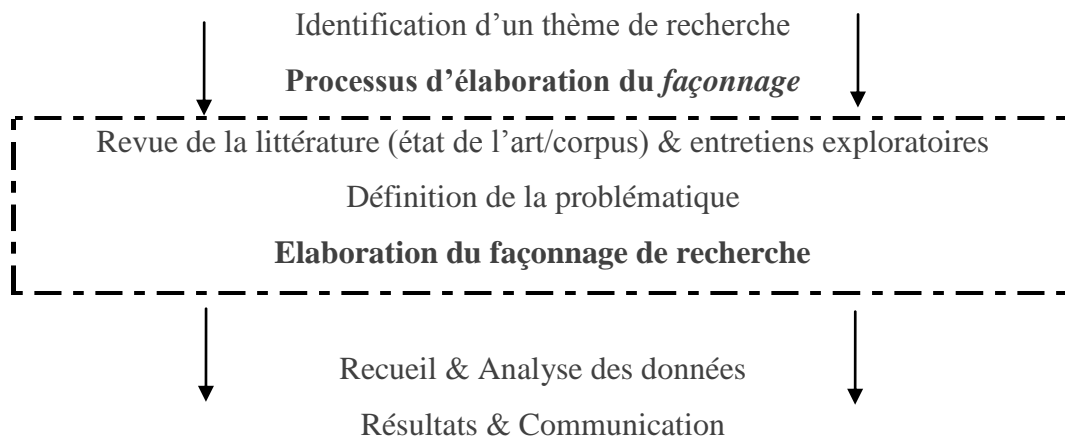 Identification d’un thème de recherche
Processus d’élaboration du façonnage
Revue de la littérature (état de l’art/corpus) & entretiens exploratoires
Définition de la problématique
Elaboration du façonnage de recherche
Recueil & Analyse des données
Résultats & Communication